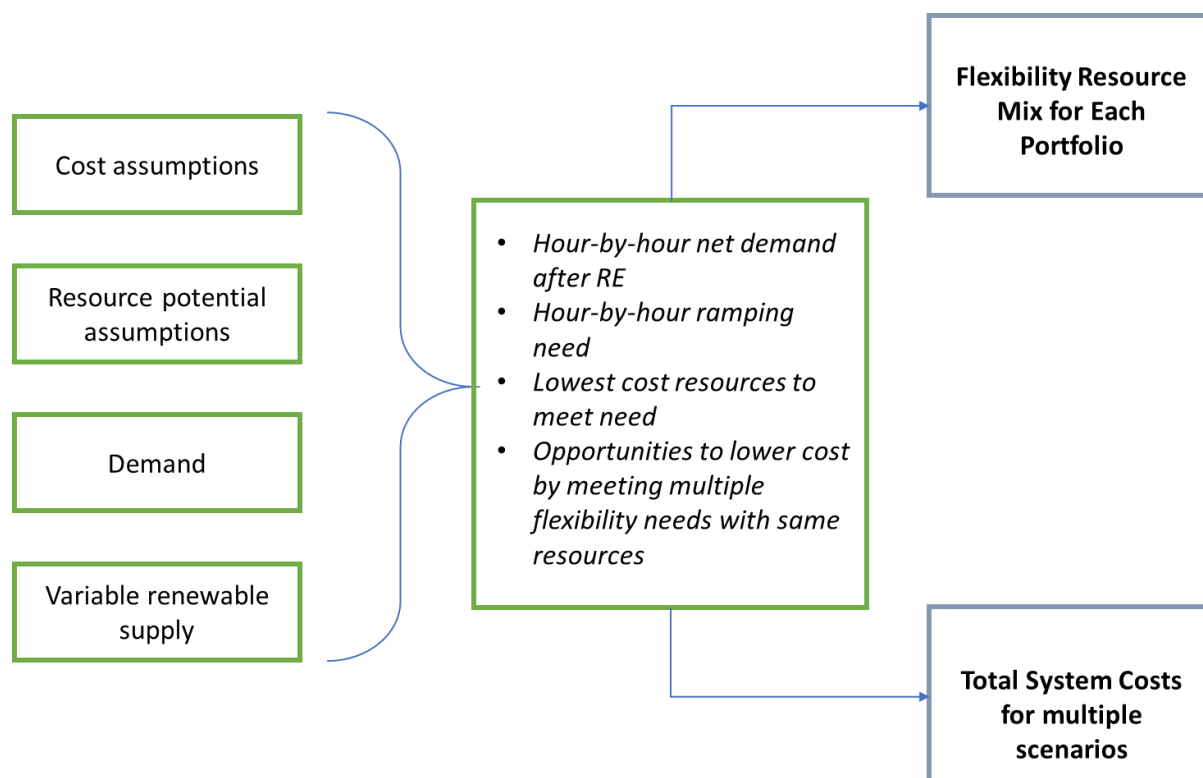 Cost assumptions
Resource potential
assumptions
Demand
Variable renewable
supply
• Hour-by-hour net demand
after RE
• Hour-by-hour ramping
need
• Lowest cost resources to
meet need
• Opportunities to lower cost
by meeting multiple
flexibility needs with same
resources
Flexibility Resource
Mix for Each
Portfolio
Total System Costs
for multiple
scenarios